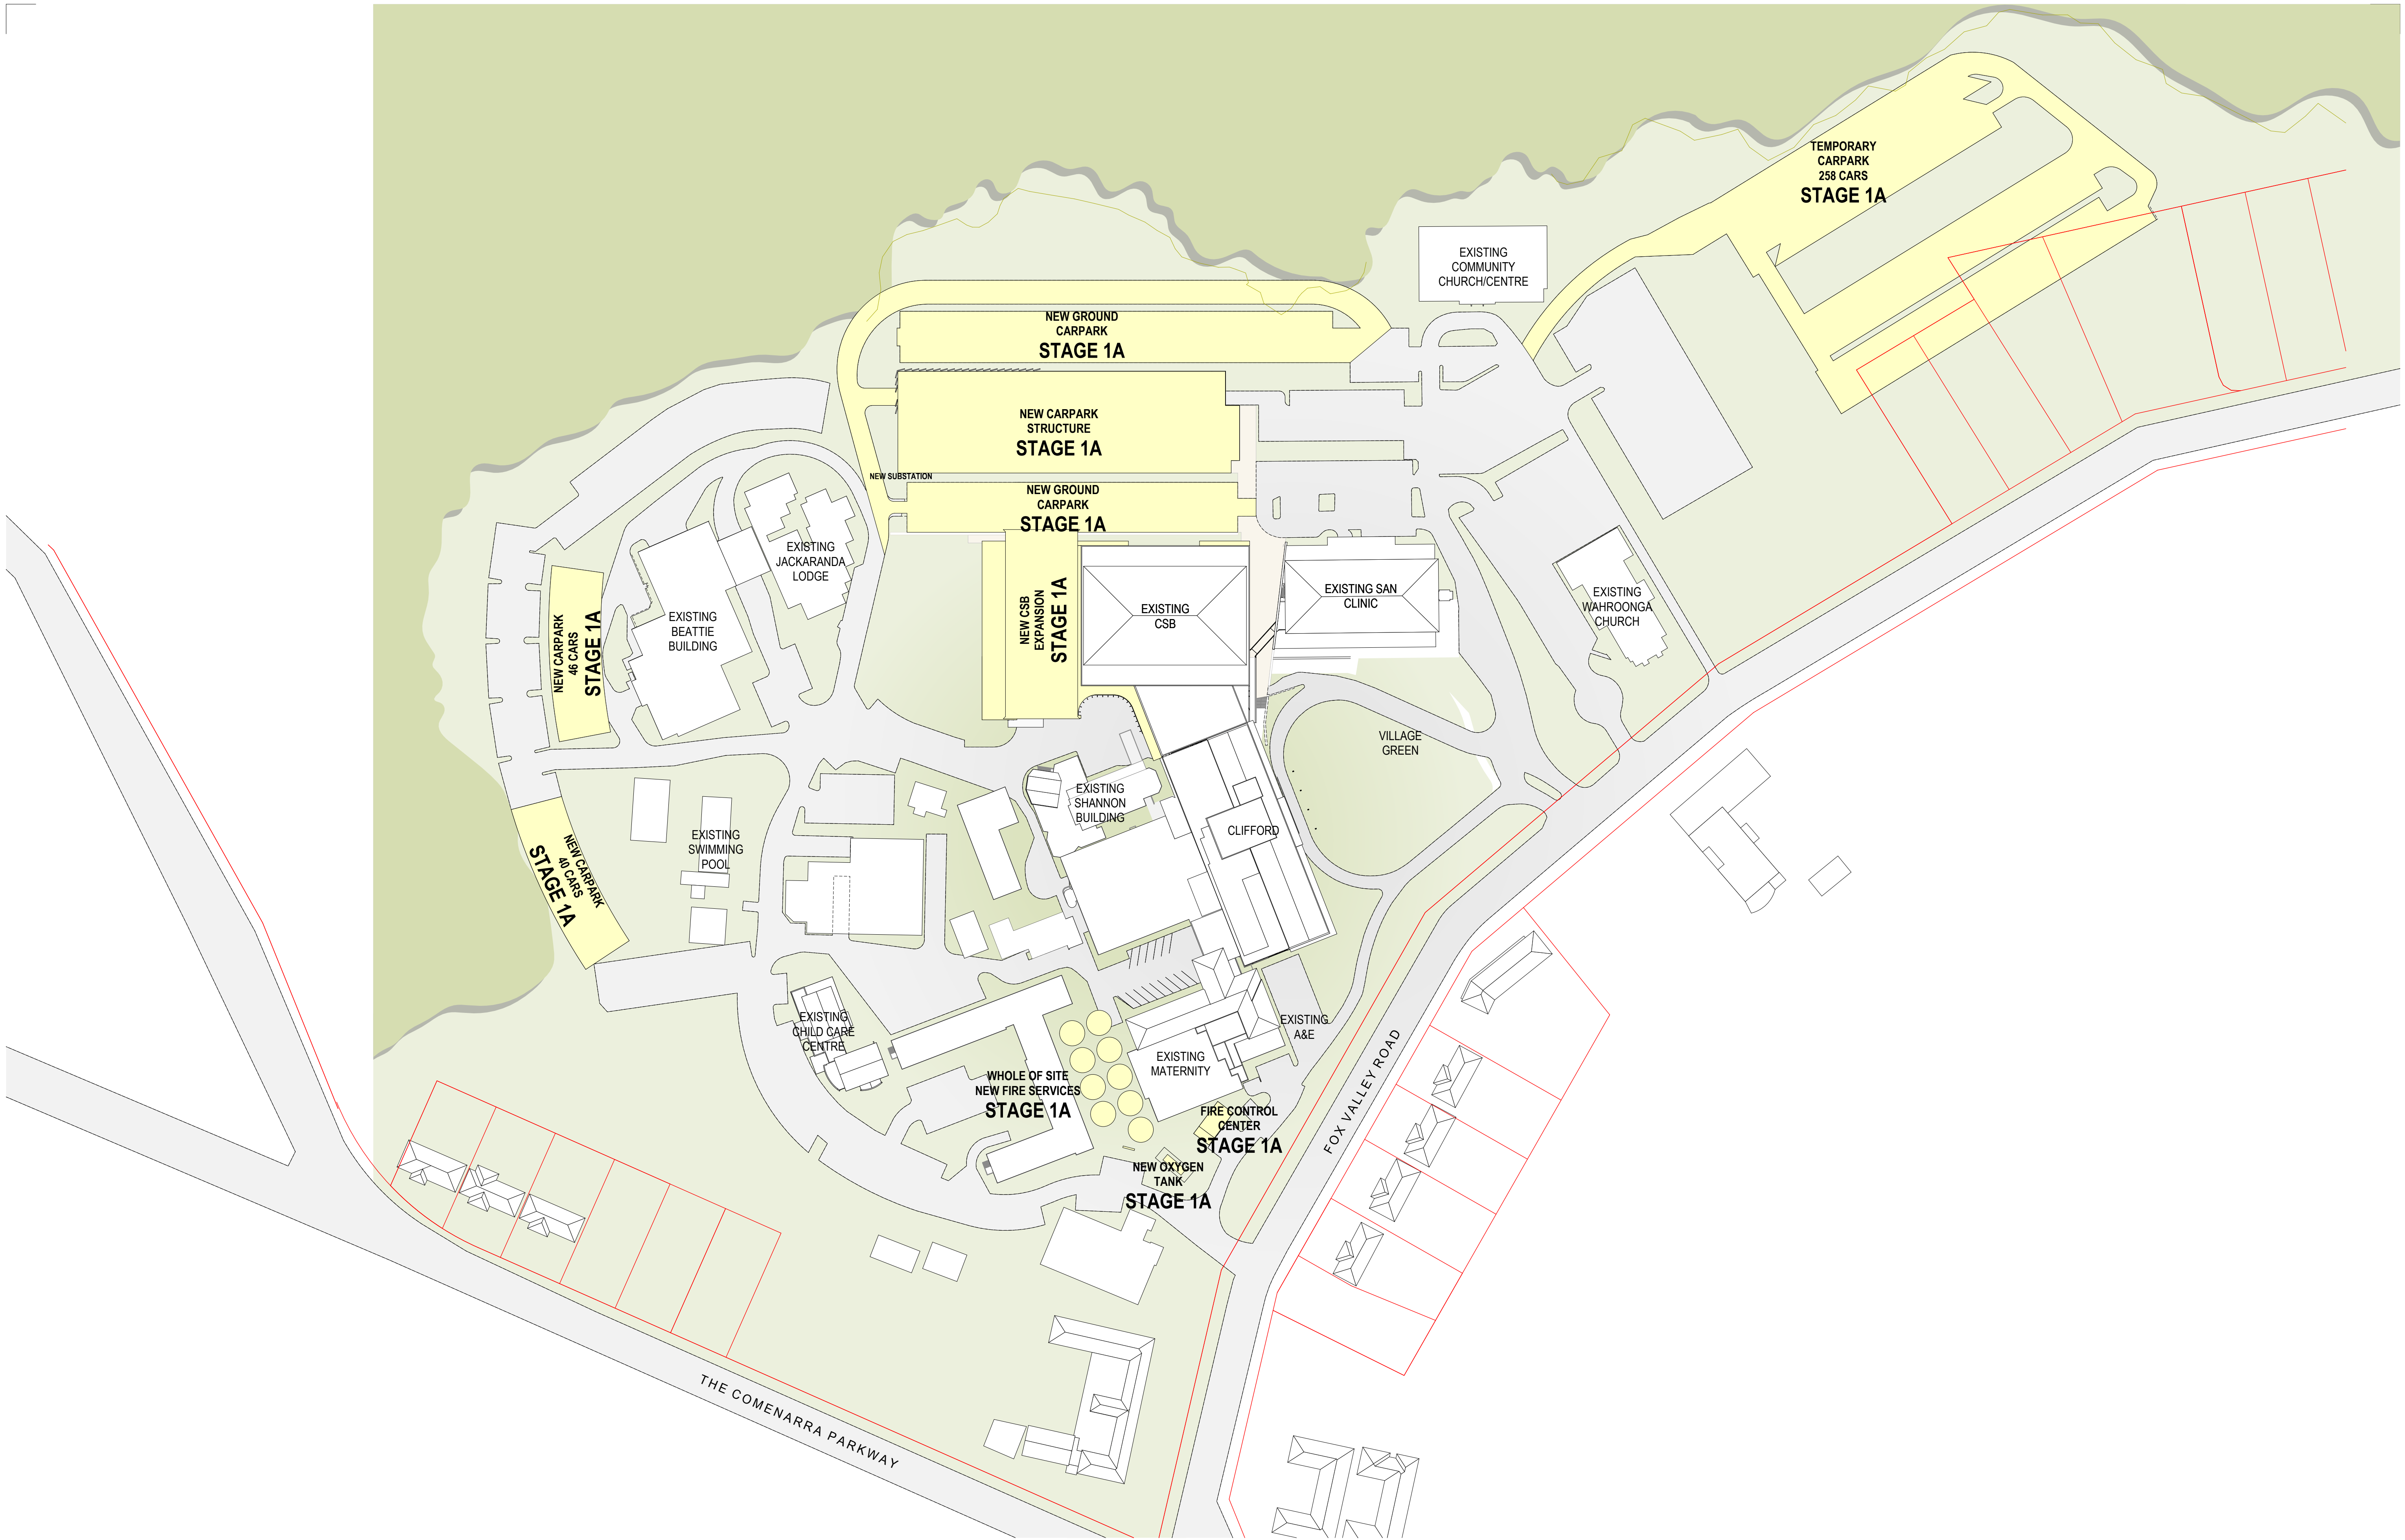 TEMPORARY
CARPARK
258 CARS
STAGE 1A
EXISTING
COMMUNITY
CHURCH/CENTRE
NEW GROUND
CARPARK
STAGE 1A
NEW CARPARK
STRUCTURE
STAGE 1A
NEW SUBSTATION
NEW GROUND
CARPARK
STAGE 1A
EXISTING
JACKARANDA
LODGE
EXISTING
BEATTIE
BUILDING
NEW CARPARK
46 CARS
STAGE 1A
NEW CSB
EXPANSION
STAGE 1A
EXISTING
CSB
EXISTING SAN
CLINIC
EXISTING
WAHROONGA
CHURCH
VILLAGE
GREEN
EXISTING
SHANNON
BUILDING
CLIFFORD
EXISTING
SWIMMING
POOL
NEW CARPARK
40 CARS
STAGE 1A
EXISTING
CHILD CARE
CENTRE
EXISTING
A&E
EXISTING
MATERNITY
WHOLE OF SITE
NEW FIRE SERVICES
STAGE 1A
FIRE CONTROL
CENTER
STAGE 1A
NEW OXYGEN
TANK
STAGE 1A
FOX VALLEY ROAD
THE COMENARRA PARKWAY